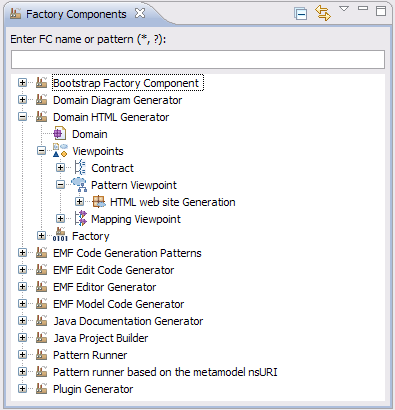 Factory Components
Enter FC name or pattern (*, ?):
Bootstrap Factory Component
Domain Diagram Generator
Domain HTML Generator
Domain
Viewpoints
Contract
Pattern Viewpoint
HTML web site Generation
Mapping Viewpoint
0101
Factory
EMF Code Generation Patterns
EMF Edit Code Generator
EMF Editor Generator
EMF Model Code Generator
Java Documentation Generator
Java Project Builder
Pattern Runner
Pattern runner based on the metamodel nsURI
Plugin Generator